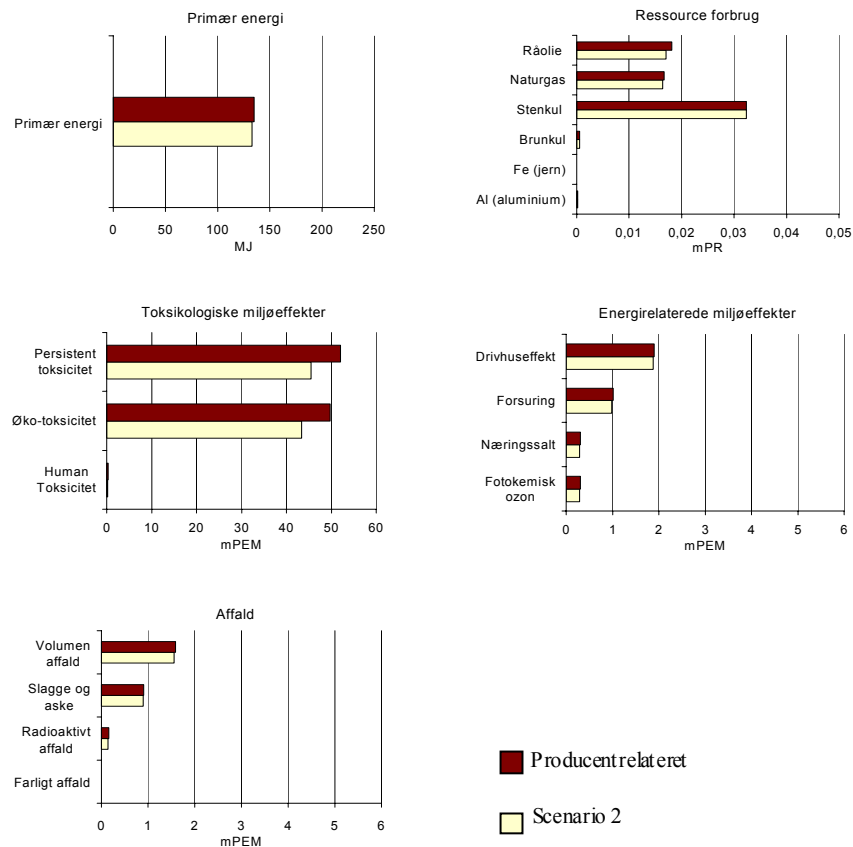 Primær energi
Primær energi
0 50 100 150 200 250
MJ
Ressource forbrug
Råolie
Naturgas
Stenkul
Brunkul
Fe (jern)
Al (aluminium)
0 0,01 0,02 0,03 0,04 0,05
mPR
Toksikologiske miljøeffekter
Persistent
toksicitet
Øko-toksicitet
Human
Toksicitet
0 10 20 30 40 50 60
mPEM
Energirelaterede miljøeffekter
Drivhuseffekt
Forsuring
Næringssalt
Fotokemisk
ozon
0 1 2 3 4 5 6
mPEM
Affald
Volumen
affald
Slagge og
aske
Radioaktivt
affald
Farligt affald
0 1 2 3 4 5 6
mPEM
Producentrelateret
Scenario 2